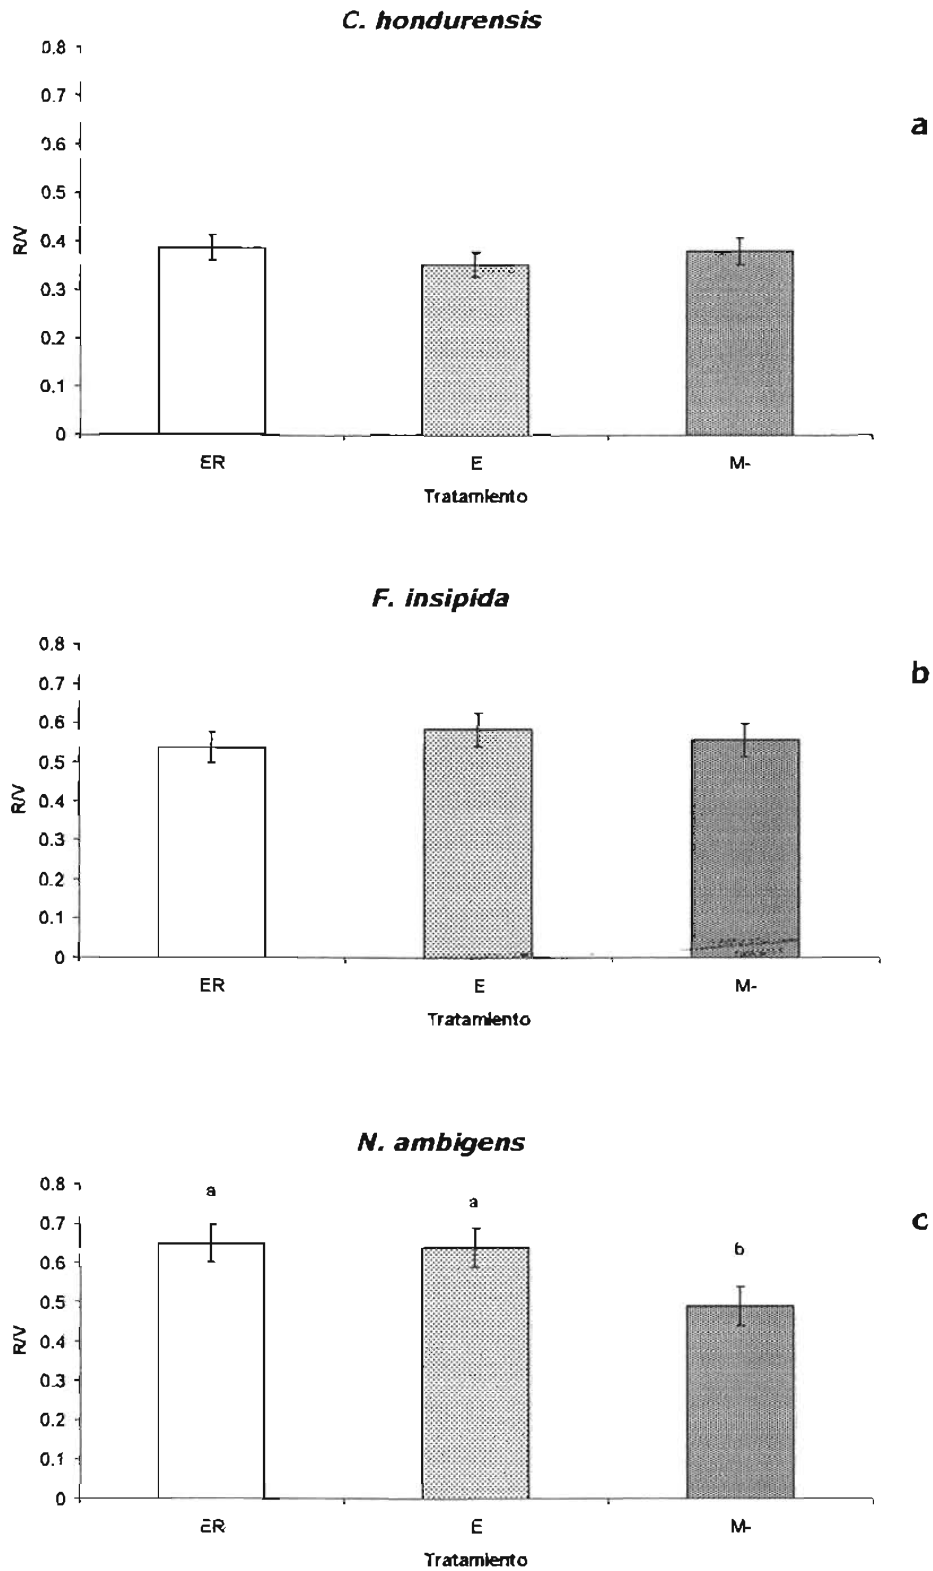 C. hondurensis
a
0.8
0.7
0.6
0.5
0.4
0.3
0.2
0.1
0
R/V
ER
E
M-
Tratamiento
F. insipida
b
0.8
0.7
0.6
0.5
0.4
0.3
0.2
0.1
0
R/V
ER
E
M-
Tratamiento
N. ambigens
c
0.8
0.7
0.6
0.5
0.4
0.3
0.2
0.1
0
R/V
a
a
b
ER
E
M-
Tratamiento